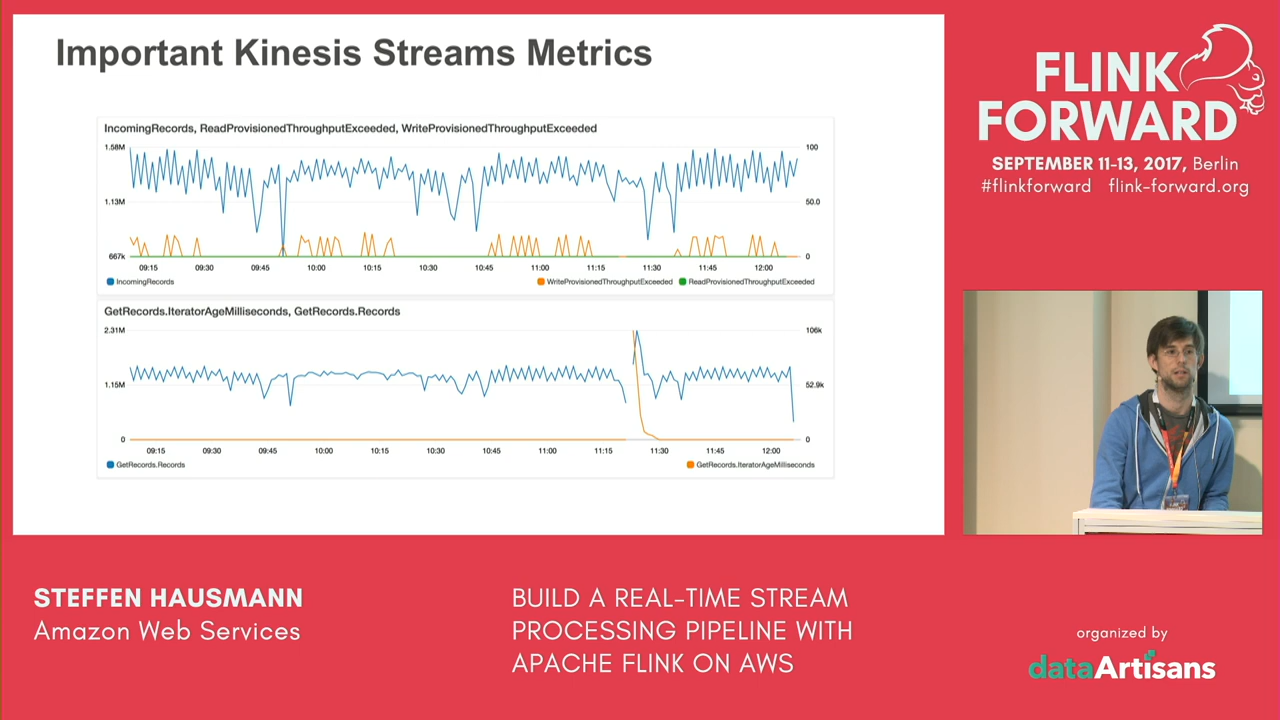 Important Kinesis Streams Metrics
IncomingRecords, ReadProvisionedThroughputExceeded, WriteProvisionedThroughputExceeded
1.58M
100
1.13M
50.0
667k
0
09:15 09:30 09:45 10:00 10:15 10:30 10:45 11:00 11:15 11:30 11:45 12:00
IncomingRecords
WriteProvisionedThroughputExceeded ReadProvisionedThroughputExceeded
GetRecords.IteratorAgeMilliseconds, GetRecords.Records
2.31M
106k
1.15M
52.9k
0
0
09:15 09:30 09:45 10:00 10:15 10:30 10:45 11:00 11:15 11:30 11:45 12:00
GetRecords.Records
GetRecords.IteratorAgeMilliseconds
FLINK
FORWARD
SEPTEMBER 11-13, 2017, Berlin
#flinkforward flink-forward.org
STEFFEN HAUSMANN
Amazon Web Services
BUILD A REAL-TIME STREAM
PROCESSING PIPELINE WITH
APACHE FLINK ON AWS
organized by
dataArtisans